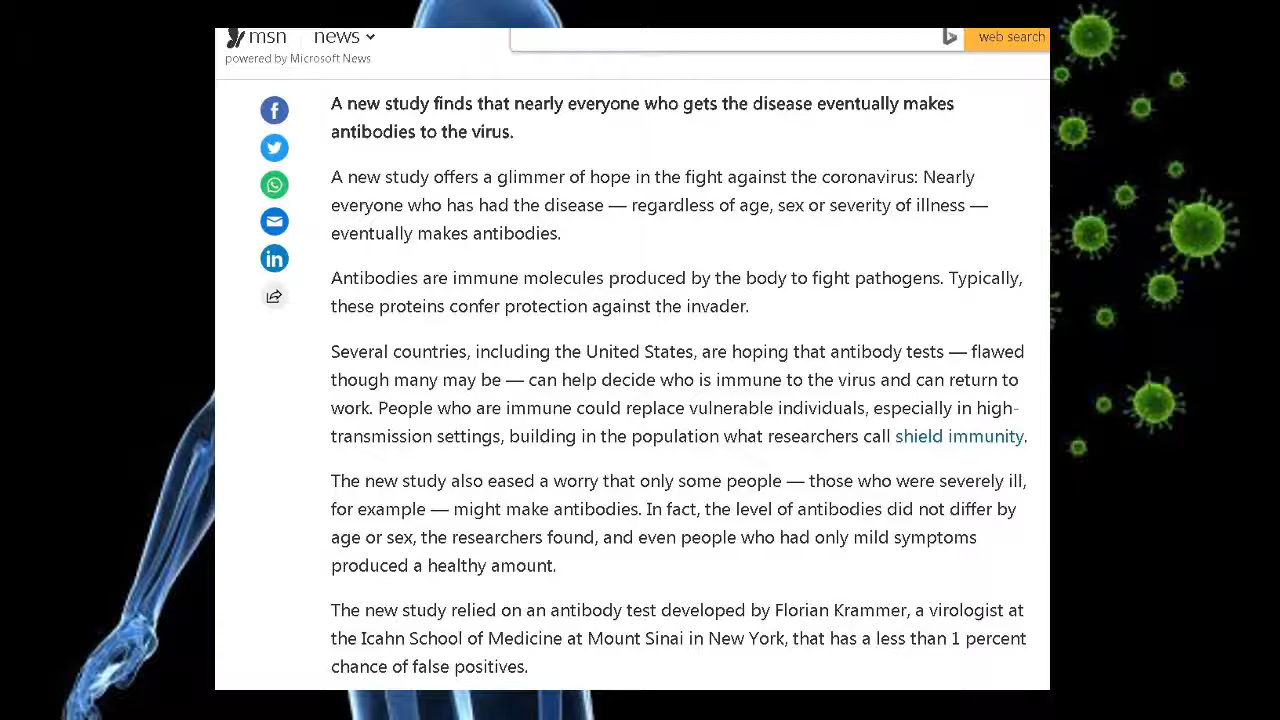 msn news
web search
powered by Microsoft News
A new study finds that nearly everyone who gets the disease eventually makes
antibodies to the virus.
A new study offers a glimmer of hope in the fight against the coronavirus: Nearly
everyone who has had the disease — regardless of age, sex or severity of illness —
eventually makes antibodies.
Antibodies are immune molecules produced by the body to fight pathogens. Typically,
these proteins confer protection against the invader.
Several countries, including the United States, are hoping that antibody tests — flawed
though many may be — can help decide who is immune to the virus and can return to
work. People who are immune could replace vulnerable individuals, especially in high-
transmission settings, building in the population what researchers call shield immunity.
The new study also eased a worry that only some people — those who were severely ill,
for example — might make antibodies. In fact, the level of antibodies did not differ by
age or sex, the researchers found, and even people who had only mild symptoms
produced a healthy amount.
The new study relied on an antibody test developed by Florian Krammer, a virologist at
the Icahn School of Medicine at Mount Sinai in New York, that has a less than 1 percent
chance of false positives.